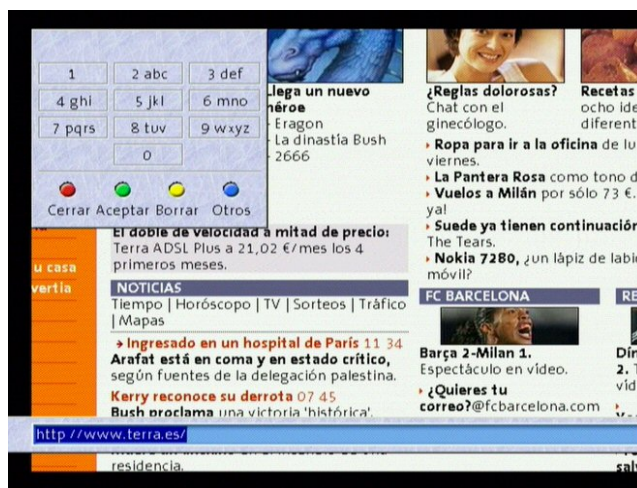 1
2 abc
3 def
4 ghi
5 jkl
6 mno
7 pqrs
8 tuv
9 wxyz
0
Cerrar Aceptar Borrar Otros
Llega un nuevo
héroe
Eragon
La dinastía Bush
2666
El doble de velocidad a mitad de precio:
Terra ADSL Plus a 21,02 €/mes los 4
primeros meses.
u casa
vertia
NOTICIAS
Tiempo | Horóscopo | TV | Sorteos | Tráfico
| Mapas
Ingresado en un hospital de París 11 34
Arafat está en coma y en estado crítico,
según fuentes de la delegación palestina.
Kerry reconoce su derrota 07 45
Bush proclama una victoria 'histórica'.
residencia.
¿Reglas dolorosas?
Chat con el
ginecólogo.
Recetas
ocho ide
diferent
Ropa para ir a la oficina de lu
viernes.
La Pantera Rosa como tono d
Vuelos a Milán por sólo 73 €.
ya!
Suede ya tienen continuación
The Tears.
Nokia 7280, ¿un lápiz de labi
móvil?
FC BARCELONA
RE
Barça 2-Milan 1.
Espectáculo en vídeo.
¿Quieres tu
correo?@fcbarcelona.com
Dín
2. T
víd
http //www.terra.es/